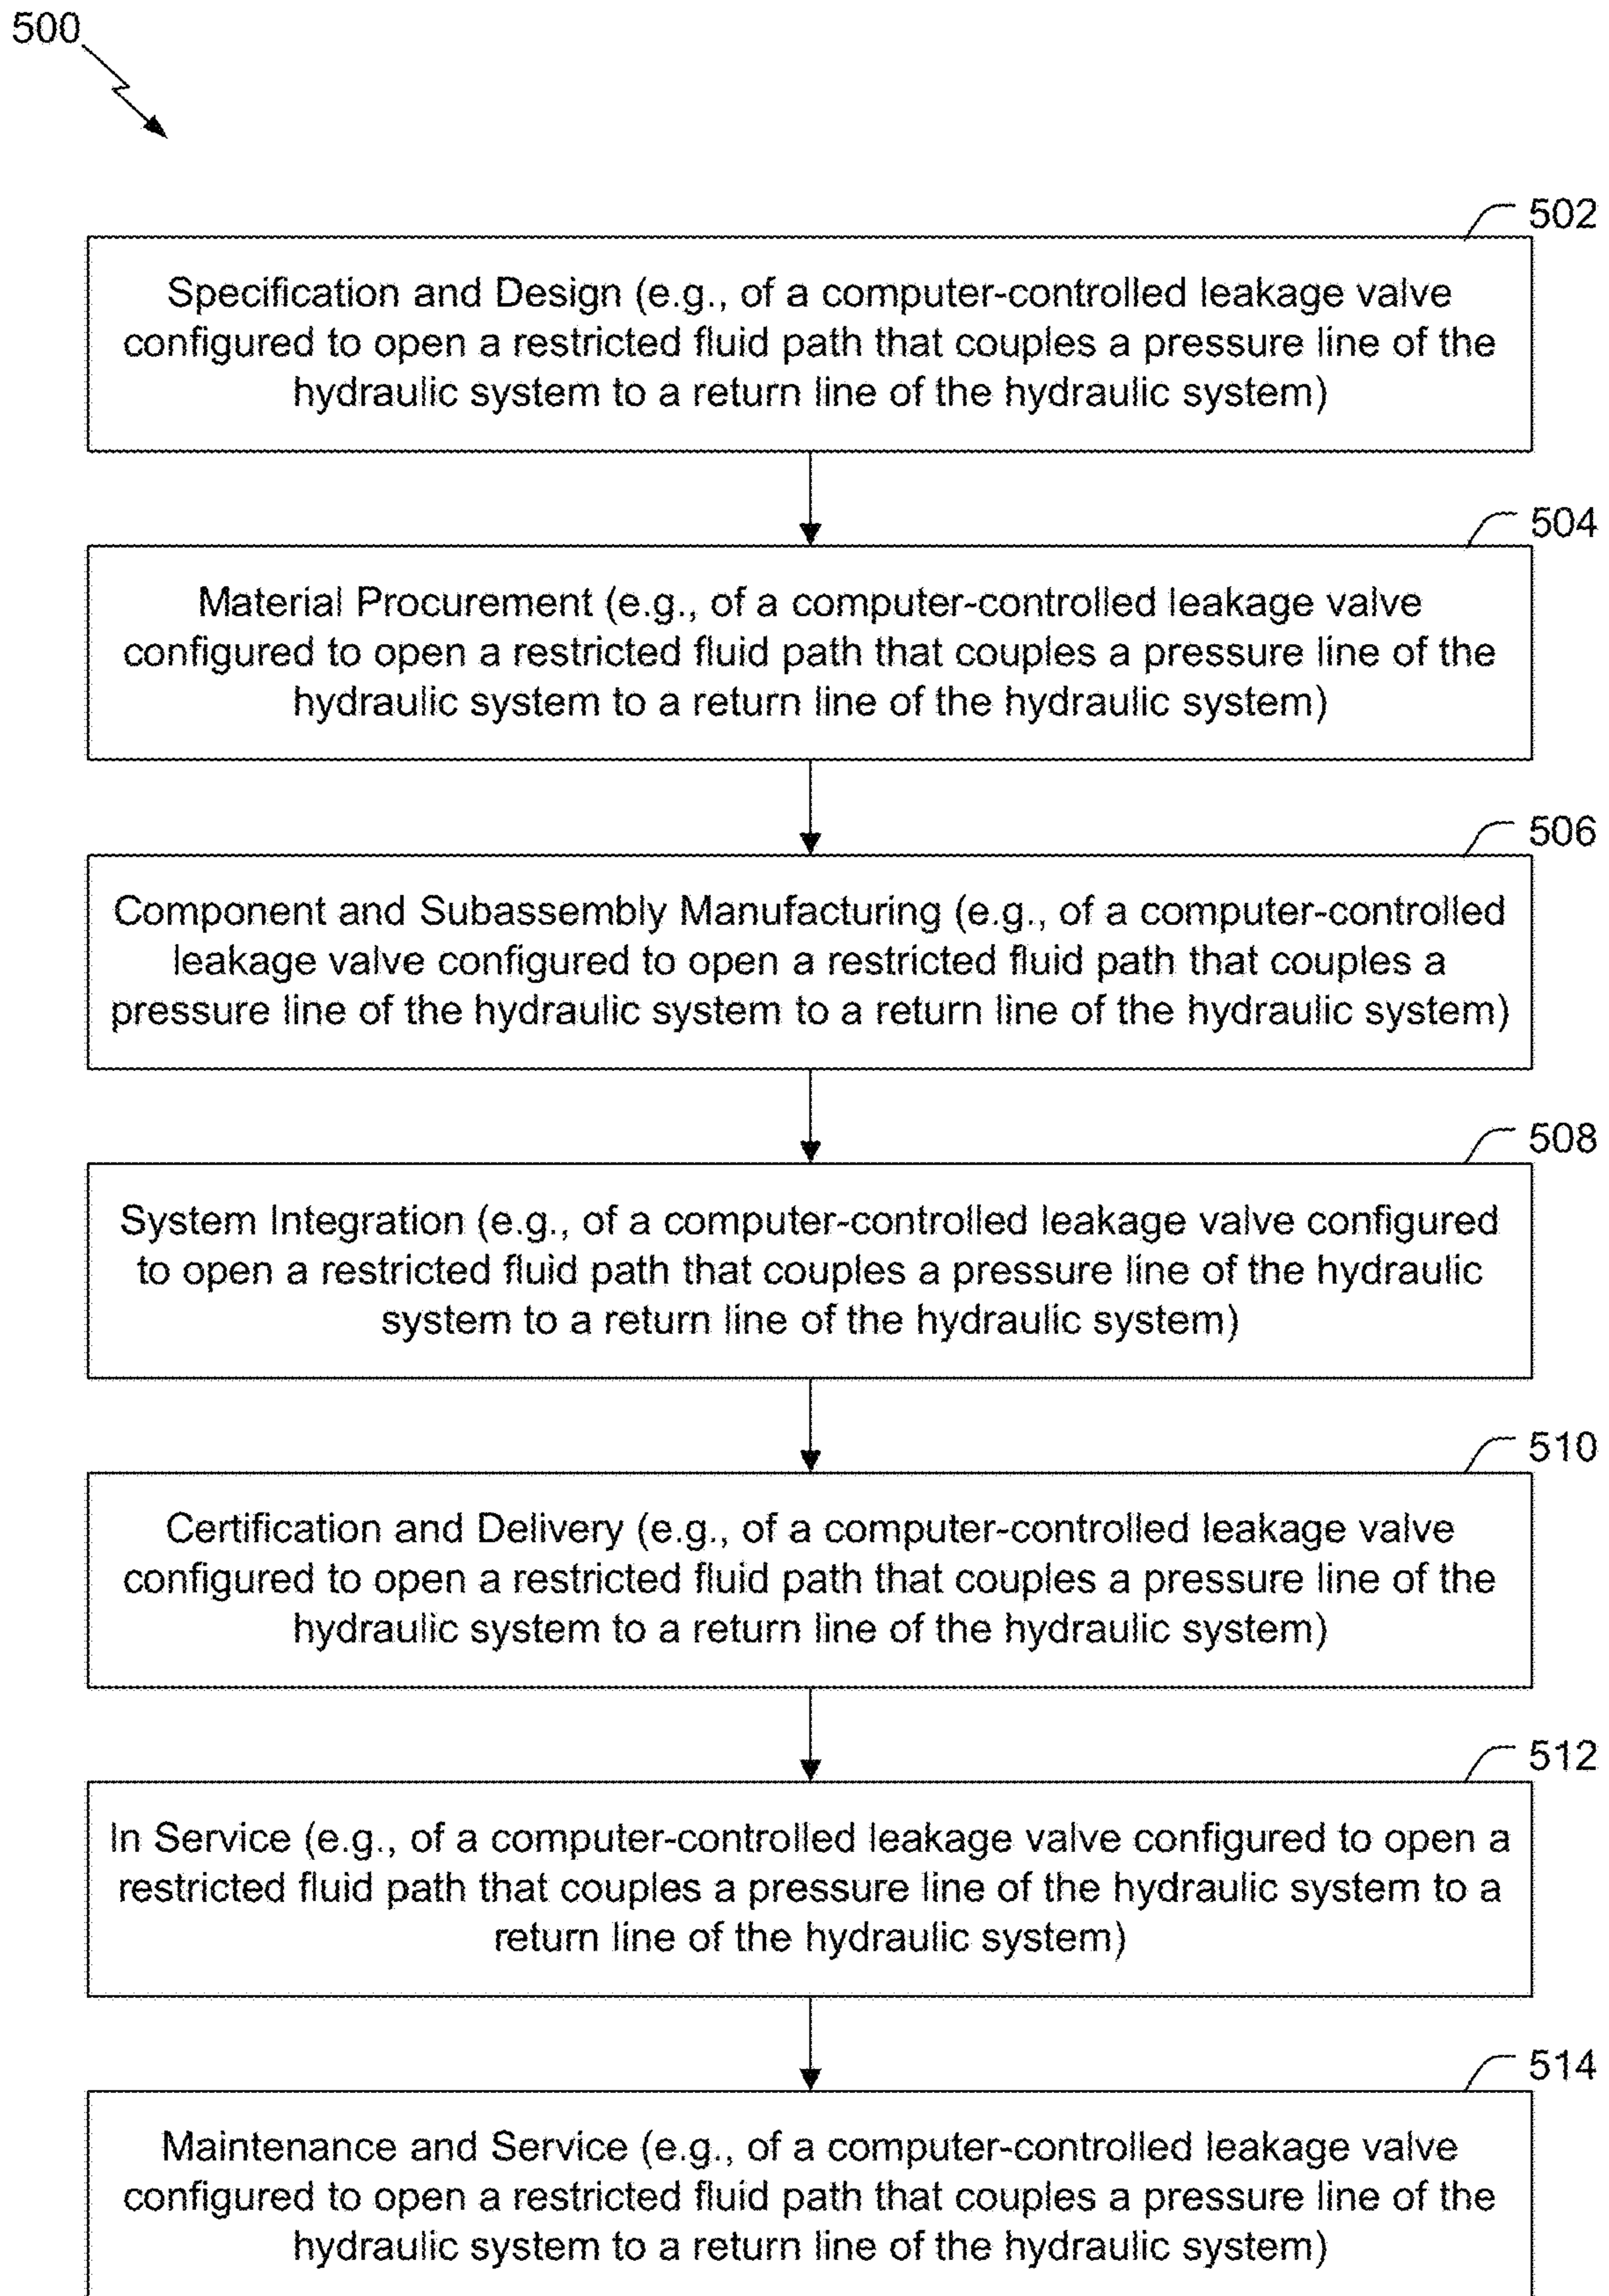 500
502
Specification and Design (e.g., of a computer-controlled leakage valve
configured to open a restricted fluid path that couples a pressure line of the
hydraulic system to a return line of the hydraulic system)
504
Material Procurement (e.g., of a computer-controlled leakage valve
configured to open a restricted fluid path that couples a pressure line of the
hydraulic system to a return line of the hydraulic system)
506
Component and Subassembly Manufacturing (e.g., of a computer-controlled
leakage valve configured to open a restricted fluid path that couples a
pressure line of the hydraulic system to a return line of the hydraulic system)
508
System Integration (e.g., of a computer-controlled leakage valve configured
to open a restricted fluid path that couples a pressure line of the hydraulic
system to a return line of the hydraulic system)
510
Certification and Delivery (e.g., of a computer-controlled leakage valve
configured to open a restricted fluid path that couples a pressure line of the
hydraulic system to a return line of the hydraulic system)
512
In Service (e.g., of a computer-controlled leakage valve configured to open a
restricted fluid path that couples a pressure line of the hydraulic system to a
return line of the hydraulic system)
514
Maintenance and Service (e.g., of a computer-controlled leakage valve
configured to open a restricted fluid path that couples a pressure line of the
hydraulic system to a return line of the hydraulic system)